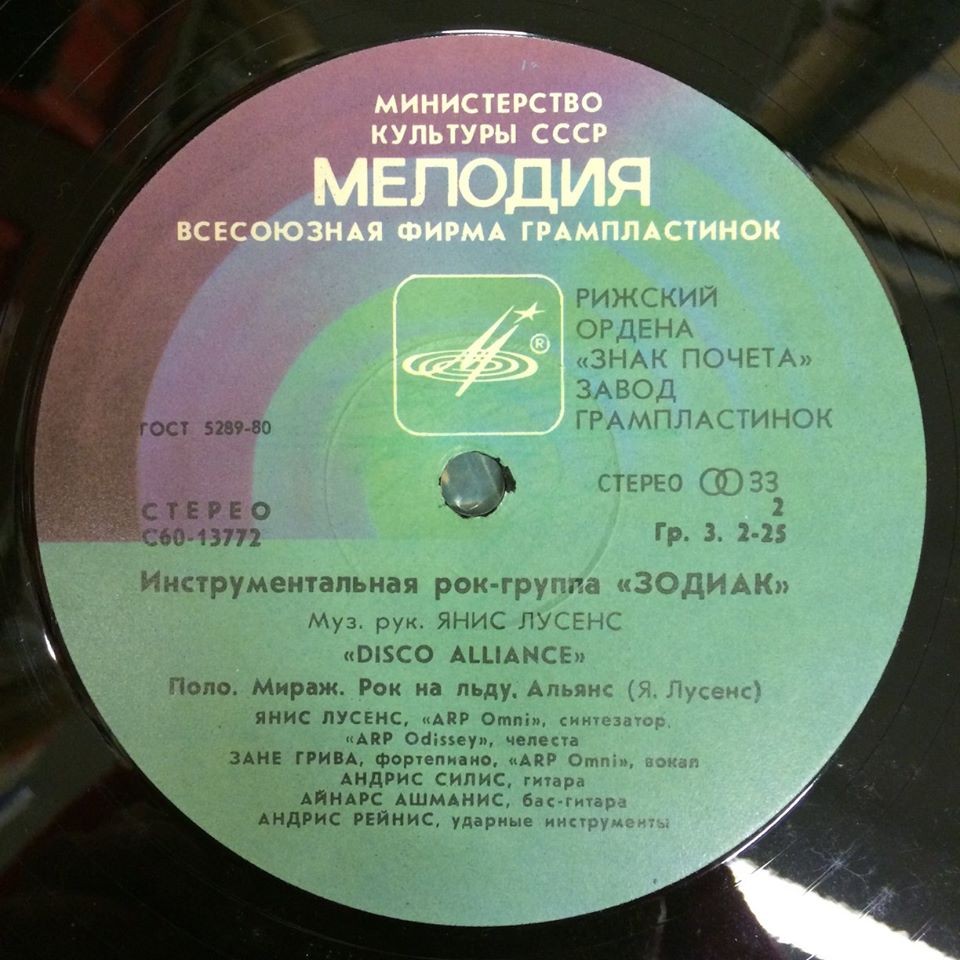 МИНИСТЕРСТВО
КУЛЬТУРЫ СССР
МЕЛОДИЯ
ВСЕСОЮЗНАЯ ФИРМА ГРАМПЛАСТИНОК
®
РИЖСКИЙ
ОРДЕНА
«ЗНАК ПОЧЕТА»
ЗАВОД
ГРАМПЛАСТИНОК
ГОСТ 5289-80
СТЕРЕО 33
СТЕРЕО 2
С60-13772 Гр. 3. 2-25
Инструментальная рок-группа «ЗОДИАК»
Муз. рук. ЯНИС ЛУСЕНС
«DISCO ALLIANCE»
Поло. Мираж. Рок на льду. Альянс (Я. Лусенс)
ЯНИС ЛУСЕНС, «ARP Omni», синтезатор,
«ARP Odissey», челеста
ЗАНЕ ГРИВА, фортепиано, «ARP Omni», вокал
АНДРИС СИЛИС, гитара
АЙНАРС АШМАНИС, бас-гитара
АНДРИС РЕЙНИС, ударные инструменты